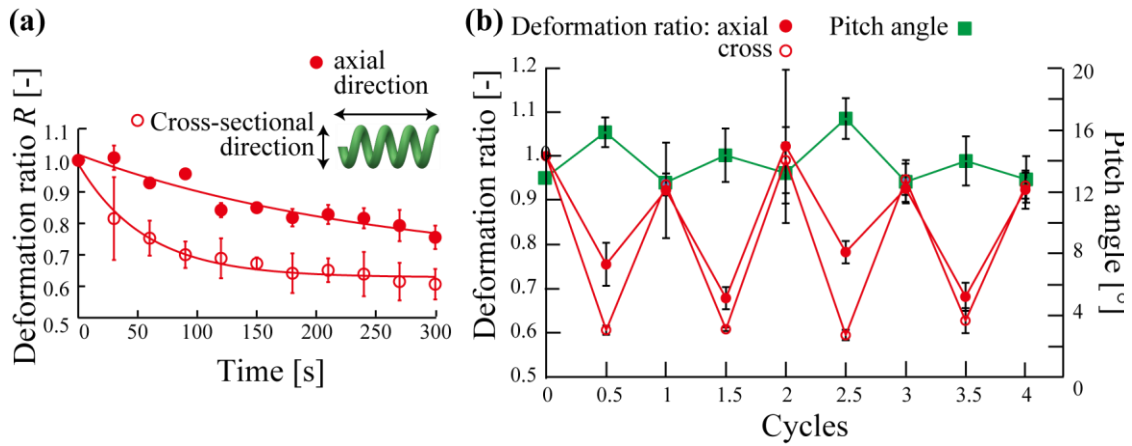 (a)
axial
direction
Cross-sectional
direction
Deformation ratio R [-]
1.1
1.0
0.9
0.8
0.7
0.6
0.5
0 50 100 150 200 250 300
Time [s]
(b)
Deformation ratio: axial
cross
Pitch angle
Deformation ratio [-]
1.2
1.1
1.0
0.9
0.8
0.7
0.6
0.5
0 0.5 1 1.5 2 2.5 3 3.5 4
Cycles
20
16
12
8
4
0
Pitch angle [°]